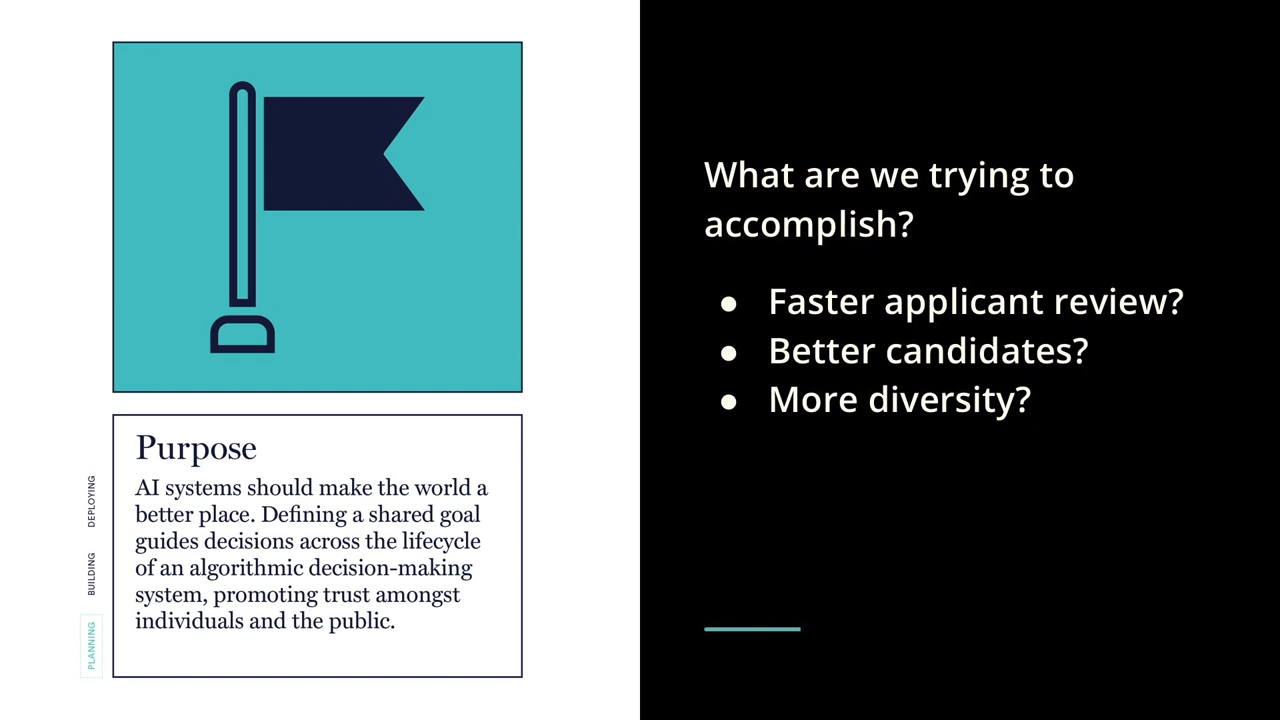 Purpose
AI systems should make the world a
better place. Defining a shared goal
guides decisions across the lifecycle
of an algorithmic decision-making
system, promoting trust amongst
individuals and the public.
DEPLOYING
BUILDING
PLANNING
What are we trying to
accomplish?
● Faster applicant review?
● Better candidates?
● More diversity?